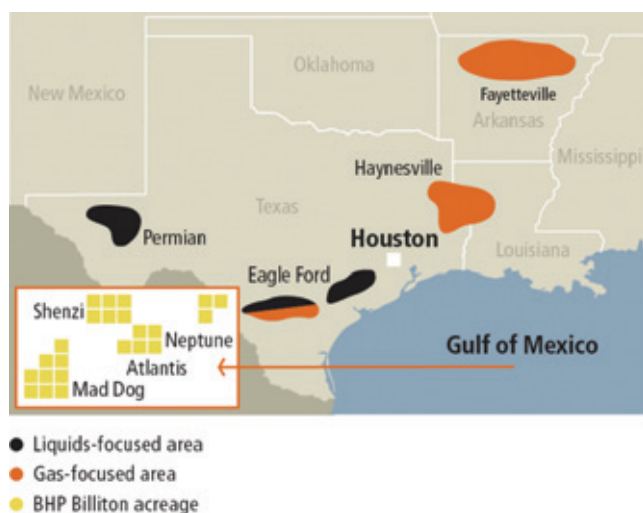 Oklahoma
New Mexico
Fayetteville
Arkansas
Mississippi
Haynesville
Texas
Permian
Houston
Louisiana
Eagle Ford
Shenzi
Neptune
Atlantis
Mad Dog
Gulf of Mexico
Liquids-focused area
Gas-focused area
BHP Billiton acreage